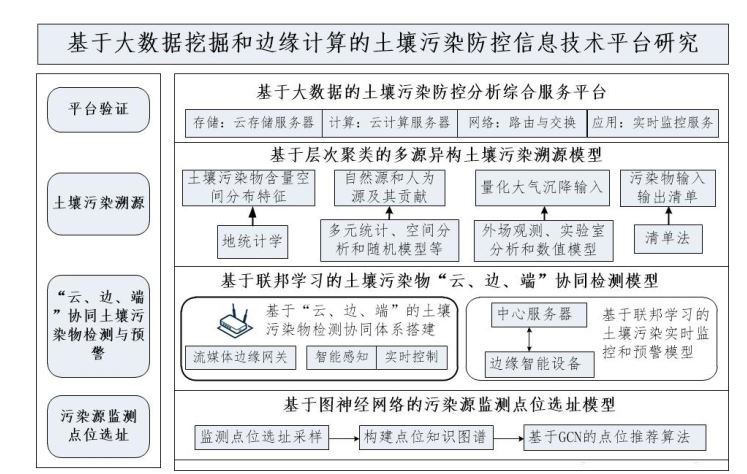 基于大数据挖掘和边缘计算的土壤污染防控信息技术平台研究
平台验证
基于大数据的土壤污染防控分析综合服务平台
存储：云存储服务器
计算：云计算服务器
网络：路由与交换
应用：实时监控服务
土壤污染溯源
基于层次聚类的多源异构土壤污染溯源模型
土壤污染物含量空
间分布特征
自然源和人为
源及其贡献
量化大气沉降输入
污染物输入
输出清单
地统计学
多元统计、空间分
析和随机模型等
外场观测、实验室
分析和数值模型
清单法
“云、边、端
”协同土壤污
染物检测与预
警
基于联邦学习的土壤污染物“云、边、端”协同检测模型
基于“云、边、端”的土壤
污染物检测协同体系搭建
流媒体边缘网关
智能感知
实时控制
中心服务器
边缘智能设备
基于联邦学习的
土壤污染实时监
控和预警模型
污染源监测
点位选址
基于图神经网络的污染源监测点位选址模型
监测点位选址采样
构建点位知识图谱
基于GCN的点位推荐算法